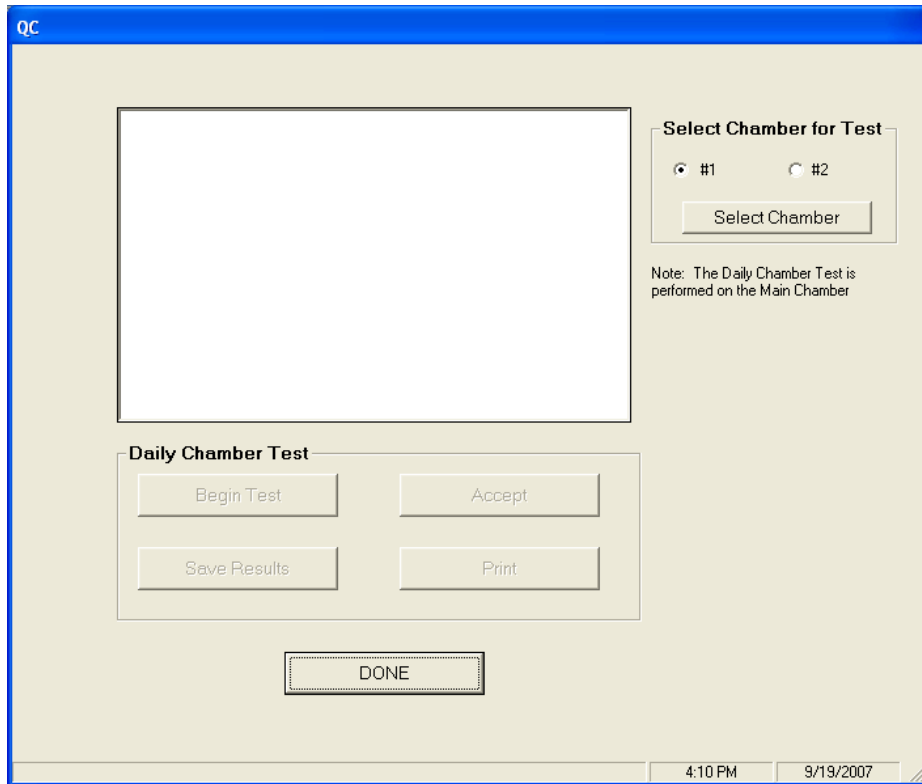 QC
Select Chamber for Test
#1 #2
Select Chamber
Note: The Daily Chamber Test is
performed on the Main Chamber
Daily Chamber Test
Begin Test Accept
Save Results Print
DONE
4:10 PM 9/19/2007